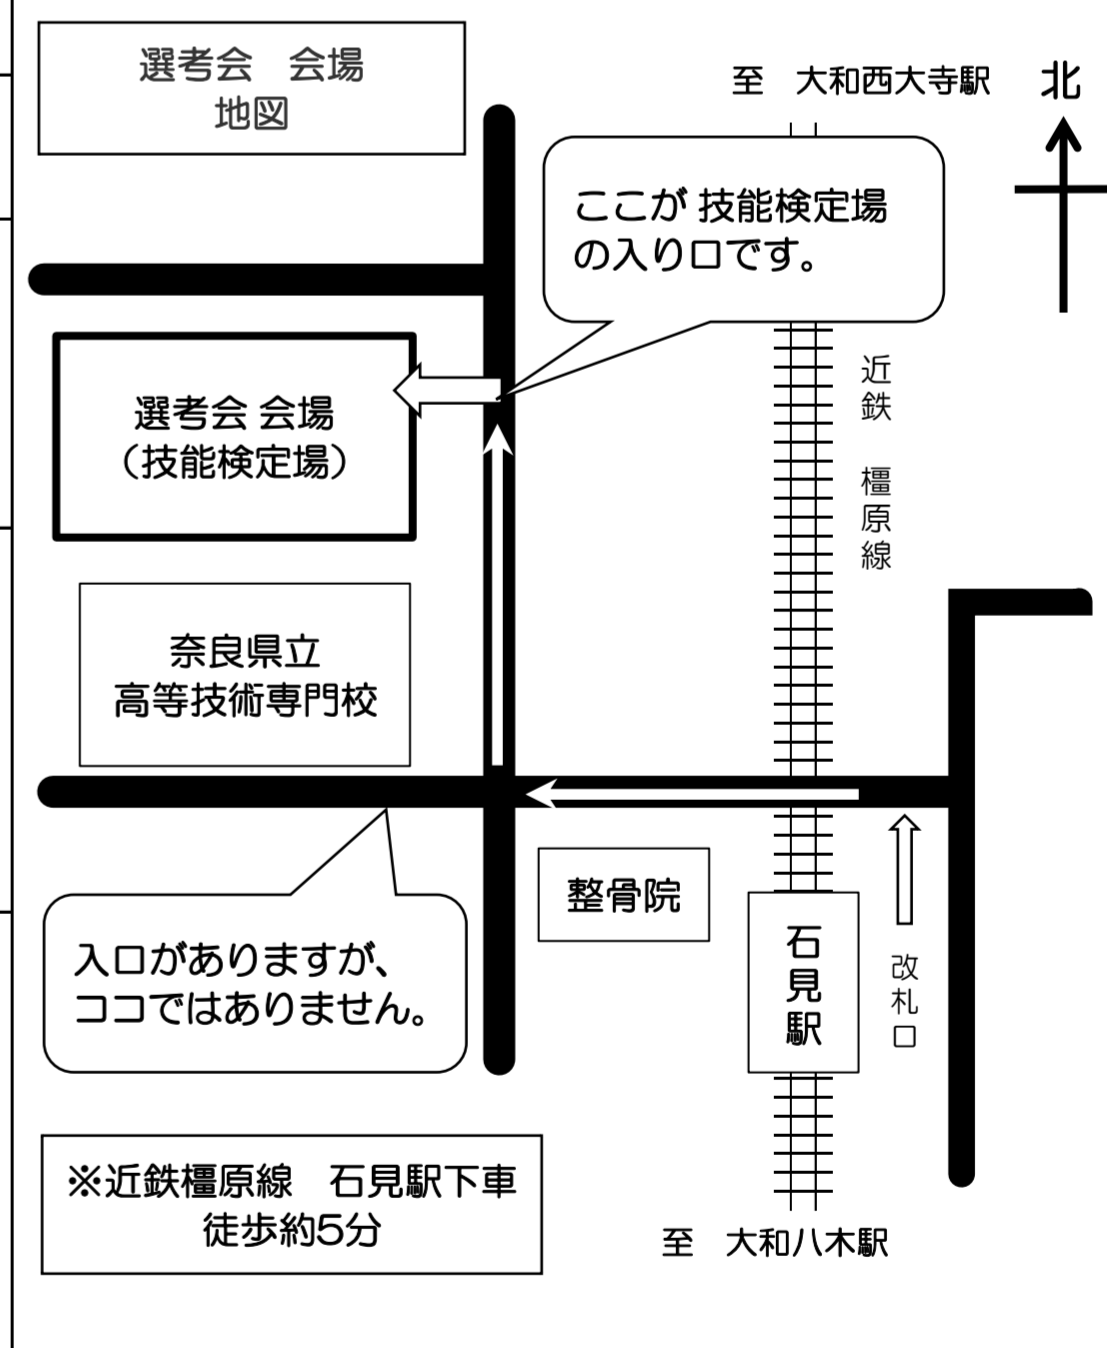 選考会　会場
地図
至　大和西大寺駅
北
ここが 技能検定場
の入り口です。
近鉄　橿原線
選考会 会場
（技能検定場）
奈良県立
高等技術専門校
整骨院
石見駅
改札口
入口がありますが、
ココではありません。
※近鉄橿原線　石見駅下車
徒歩約5分
至　大和八木駅